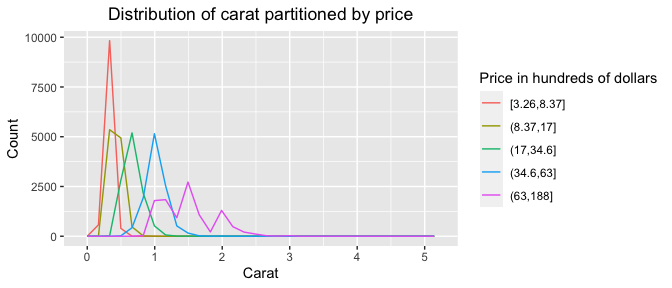 Distribution of carat partitioned by price
10000
7500
5000
2500
0
Count
0 1 2 3 4 5
Carat
Price in hundreds of dollars
[3.26,8.37]
(8.37,17]
(17,34.6]
(34.6,63]
(63,188]